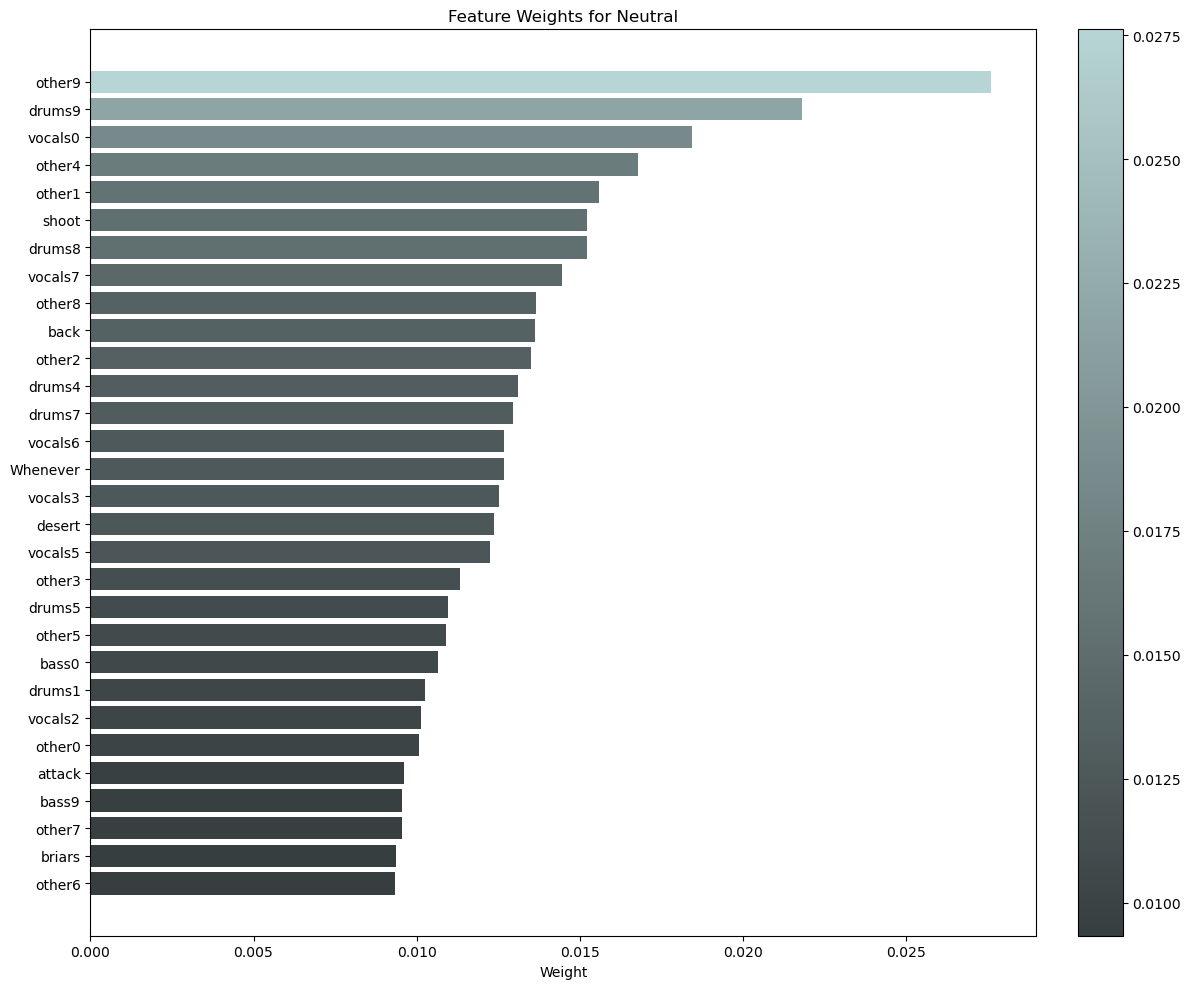 Feature Weights for Neutral
other9
drums9
vocals0
other4
other1
shoot
drums8
vocals7
other8
back
other2
drums4
drums7
vocals6
Whenever
vocals3
desert
vocals5
other3
drums5
other5
bass0
drums1
vocals2
other0
attack
bass9
other7
briars
other6
0.000 0.005 0.010 0.015 0.020 0.025
Weight
0.0275
0.0250
0.0225
0.0200
0.0175
0.0150
0.0125
0.0100